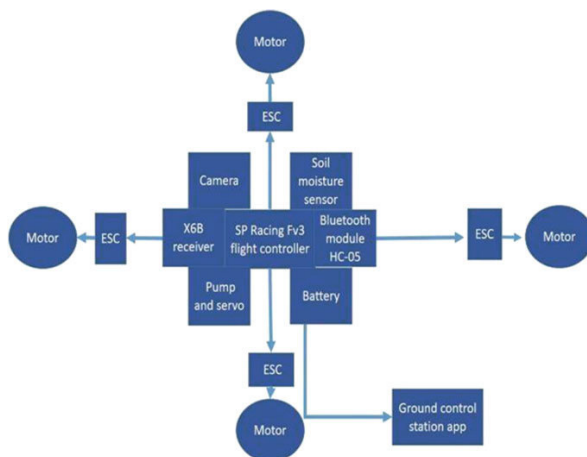 Motor
ESC
Camera
Soil
moisture
sensor
Motor
ESC
X6B
receiver
SP Racing Fv3
flight controller
Bluetooth
module
HC-05
ESC
Motor
Pump
and servo
Battery
ESC
Motor
Ground control
station app